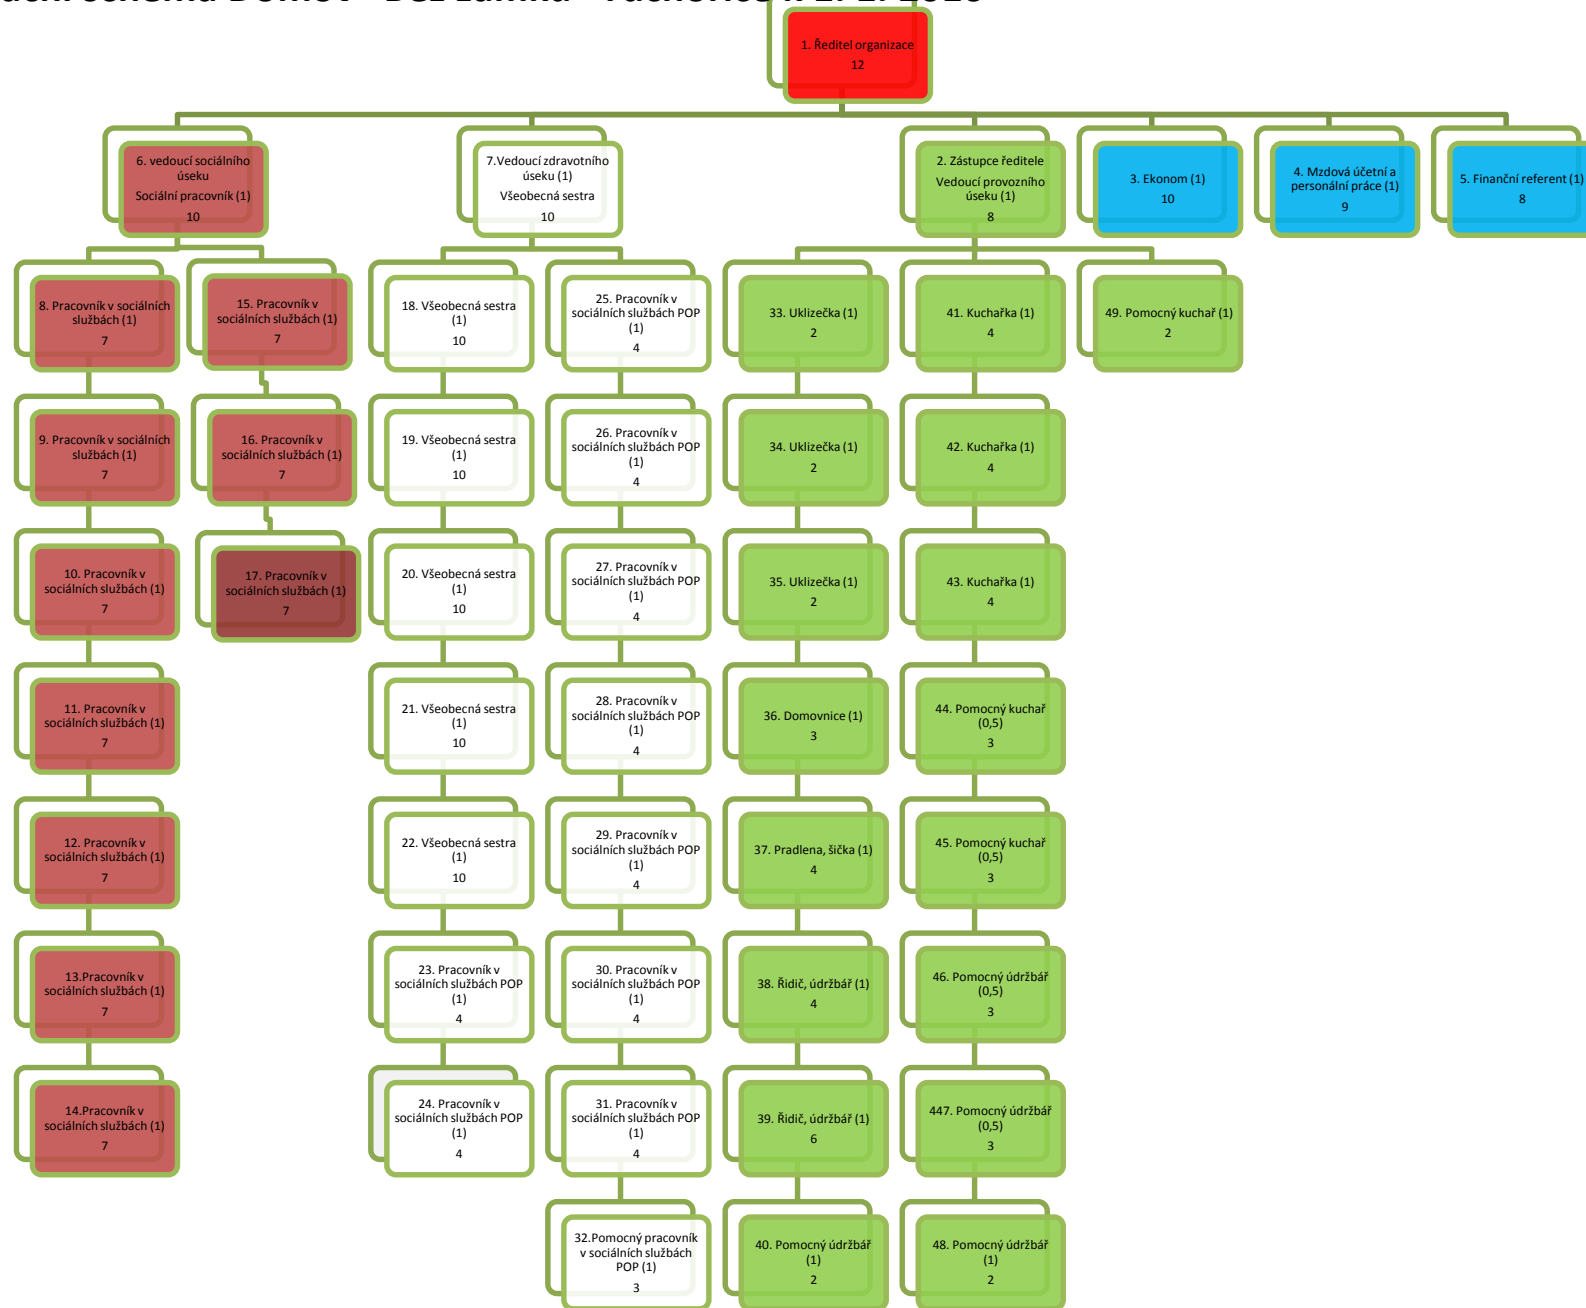 schéma Domov
1. Ředitel organizace
12
6. vedoucí sociálního
úseku
Sociální pracovník (1)
10
7.Vedoucí zdravotního
úseku (1)
Všeobecná sestra
10
2. Zástupce ředitele
Vedoucí provozního
úseku (1)
8
3. Ekonom (1)
10
4. Mzdová účetní a
personální práce (1)
9
5. Finanční referent (1)
8
8. Pracovník v sociálních
službách (1)
7
15. Pracovník v
sociálních službách (1)
7
18. Všeobecná sestra
(1)
10
25. Pracovník v
sociálních službách POP
(1)
4
33. Uklizečka (1)
2
41. Kuchařka (1)
4
49. Pomocný kuchař (1)
2
9. Pracovník v sociálních
službách (1)
7
16. Pracovník v
sociálních službách (1)
7
19. Všeobecná sestra
(1)
10
26. Pracovník v
sociálních službách POP
(1)
4
34. Uklizečka (1)
2
42. Kuchařka (1)
4
10. Pracovník v
sociálních službách (1)
7
17. Pracovník v
sociálních službách (1)
7
20. Všeobecná sestra
(1)
10
27. Pracovník v
sociálních službách POP
(1)
4
35. Uklizečka (1)
2
43. Kuchařka (1)
4
11. Pracovník v
sociálních službách (1)
7
21. Všeobecná sestra
(1)
10
28. Pracovník v
sociálních službách POP
(1)
4
36. Domovnice (1)
3
44. Pomocný kuchař
(0,5)
3
12. Pracovník v
sociálních službách (1)
7
22. Všeobecná sestra
(1)
10
29. Pracovník v
sociálních službách POP
(1)
4
37. Pradlena, šička (1)
4
45. Pomocný kuchař
(0,5)
3
13.Pracovník v
sociálních službách (1)
7
23. Pracovník v
sociálních službách POP
(1)
4
30. Pracovník v
sociálních službách POP
(1)
4
38. Řidič, údržbář (1)
4
46. Pomocný údržbář
(0,5)
3
14.Pracovník v
sociálních službách (1)
7
24. Pracovník v
sociálních službách POP
(1)
4
31. Pracovník v
sociálních službách POP
(1)
4
39. Řidič, údržbář (1)
6
447. Pomocný údržbář
(0,5)
3
32.Pomocný pracovník
v sociálních službách
POP (1)
3
40. Pomocný údržbář
(1)
2
48. Pomocný údržbář
(1)
2